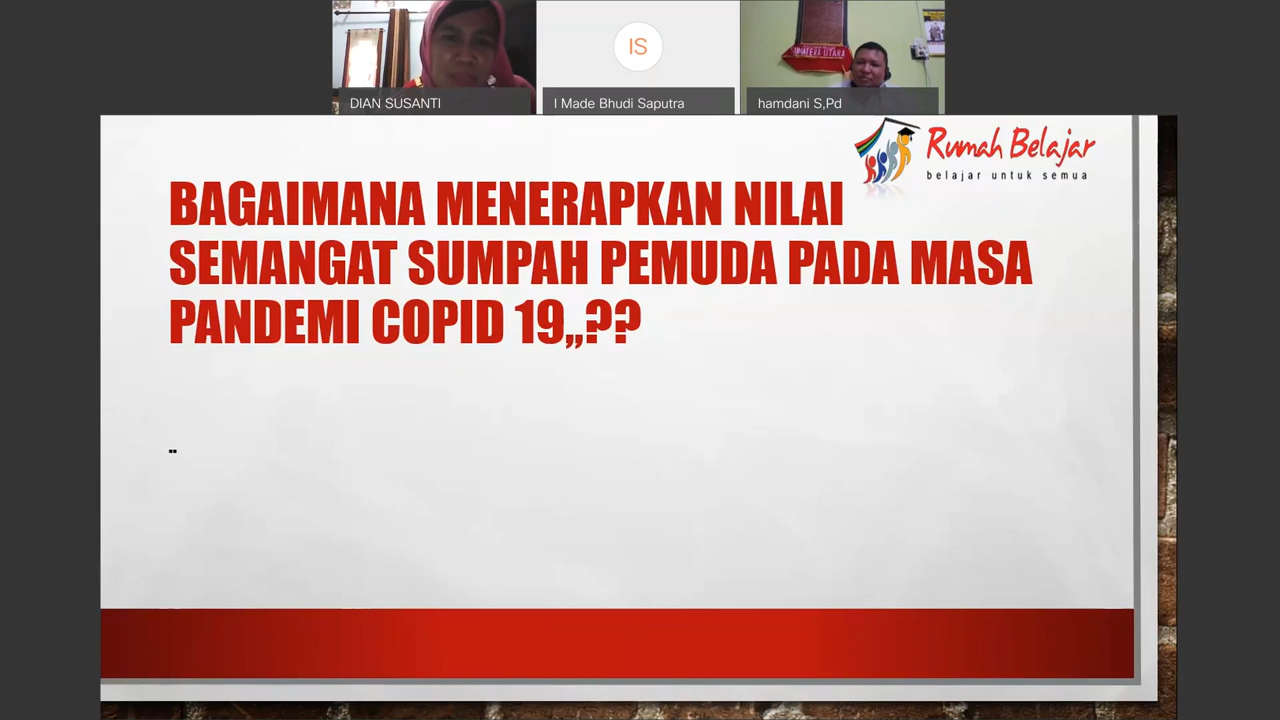 IS
DIAN SUSANTI
I Made Bhudi Saputra
hamdani S,Pd
Rumah Belajar
belajar untuk semua
BAGAIMANA MENERAPKAN NILAI
SEMANGAT SUMPAH PEMUDA PADA MASA
PANDEMI COPID 19,,??
..